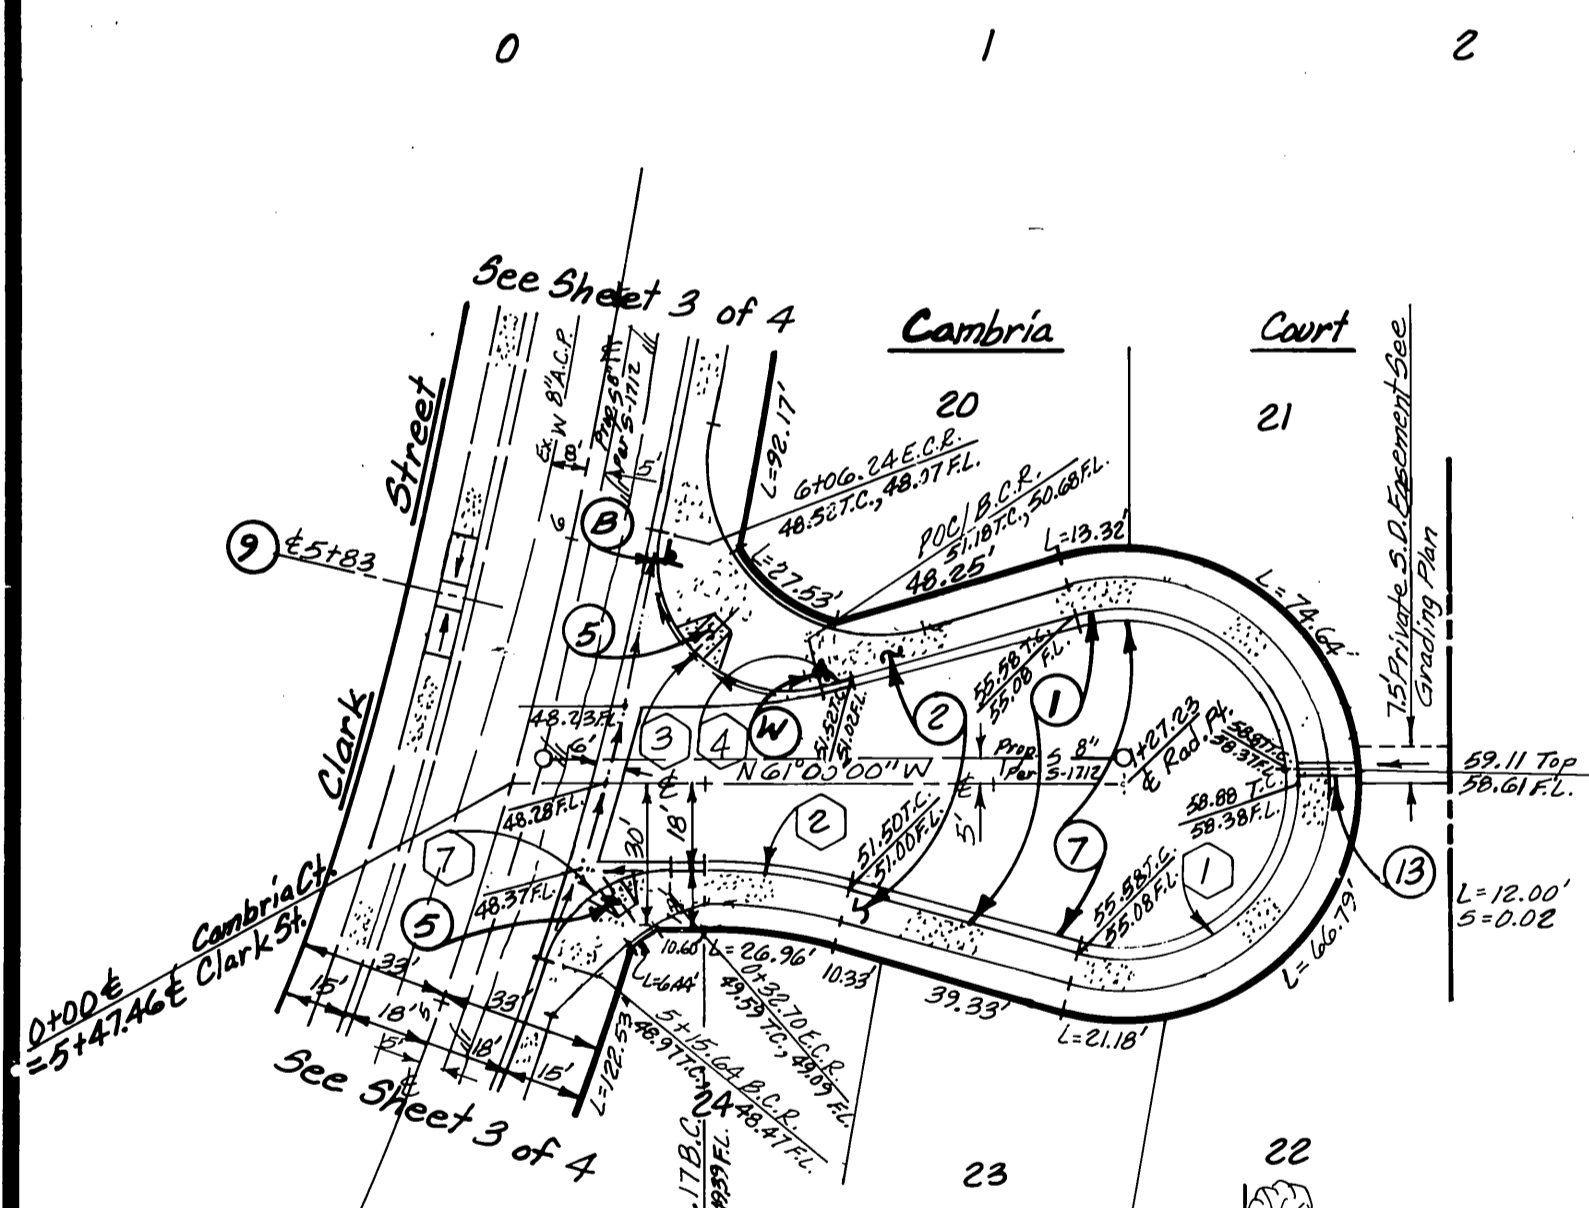 0
1
2
See Sheet 3 of 4
Cambria Court
Street
Clark
Ex. W 8" A.C.P.
8'
Prop. S 8"
Per S-1712
5'
6
B
20
21
L=92.17'
6+06.24 E.C.R.
POC/B.C.R.
51.18 T.C., 50.68 F.L.
L=13.32'
L=27.53'
48.25'
L=74.64'
7.5' Private S.D. Easement See
Grading Plan
9
℄ 5+83
5
55.58 T.C.
55.08 F.L.
1
2
W
3
4
51.52 T.C.
51.02 F.L.
48.23 F.L.
6'
Prop. S 8"
Per S-1712
1+27.23
℄ Rad. Pt.
58.37 F.L.
N 61°00'00" W
℄
℄
59.11 Top
58.61 F.L.
58.88 T.C.
58.38 F.L.
48.28 F.L.
30'
18'
2
51.50 T.C.
51.00 F.L.
5'
7
1
13
7
48.37 F.L.
55.58 T.C.
55.08 F.L.
L=12.00'
S=0.02
5
Cambria Ct.
0+00 ℄
=5+47.46 ℄ Clark St.
10.60'
L=26.96'
10.33'
39.33'
L=66.79'
L=21.18'
L=6.44'
33'
33'
15'
18'
5'
18'
15'
5'
℄
L=122.53'
0+32.70 E.C.R.
49.59 T.C., 49.09 F.L.
5+15.64 B.C.R.
48.97 T.C., 48.47 F.L.
See Sheet 3 of 4
24
23
22
.17 B.C.
49.39 F.L.